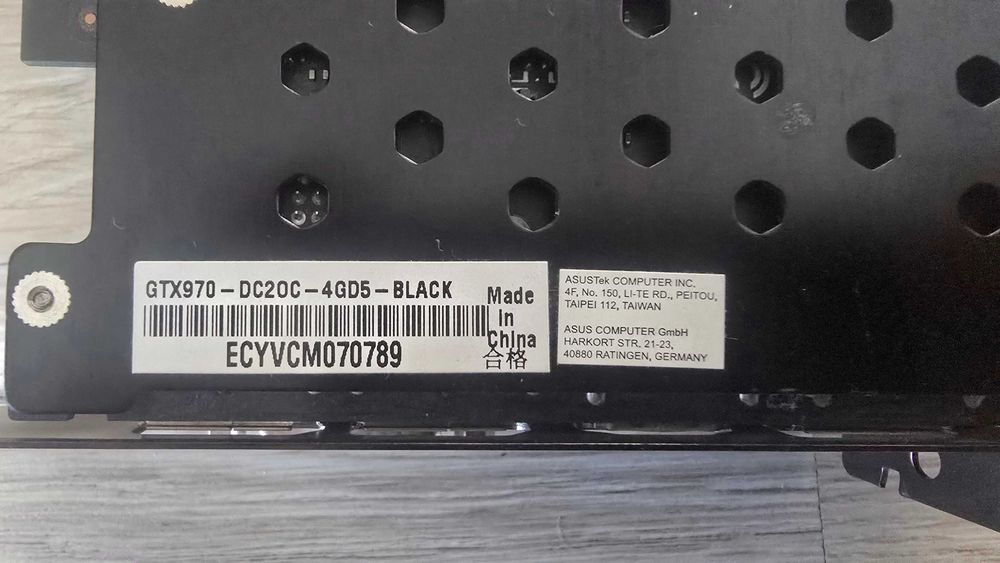 GTX970-DC2OC-4GD5-BLACK
ECYVCM070789
Made
in
China
合格
ASUSTek COMPUTER INC.
4F, No. 150, LI-TE RD., PEITOU,
TAIPEI 112, TAIWAN
ASUS COMPUTER GmbH
HARKORT STR. 21-23,
40880 RATINGEN, GERMANY